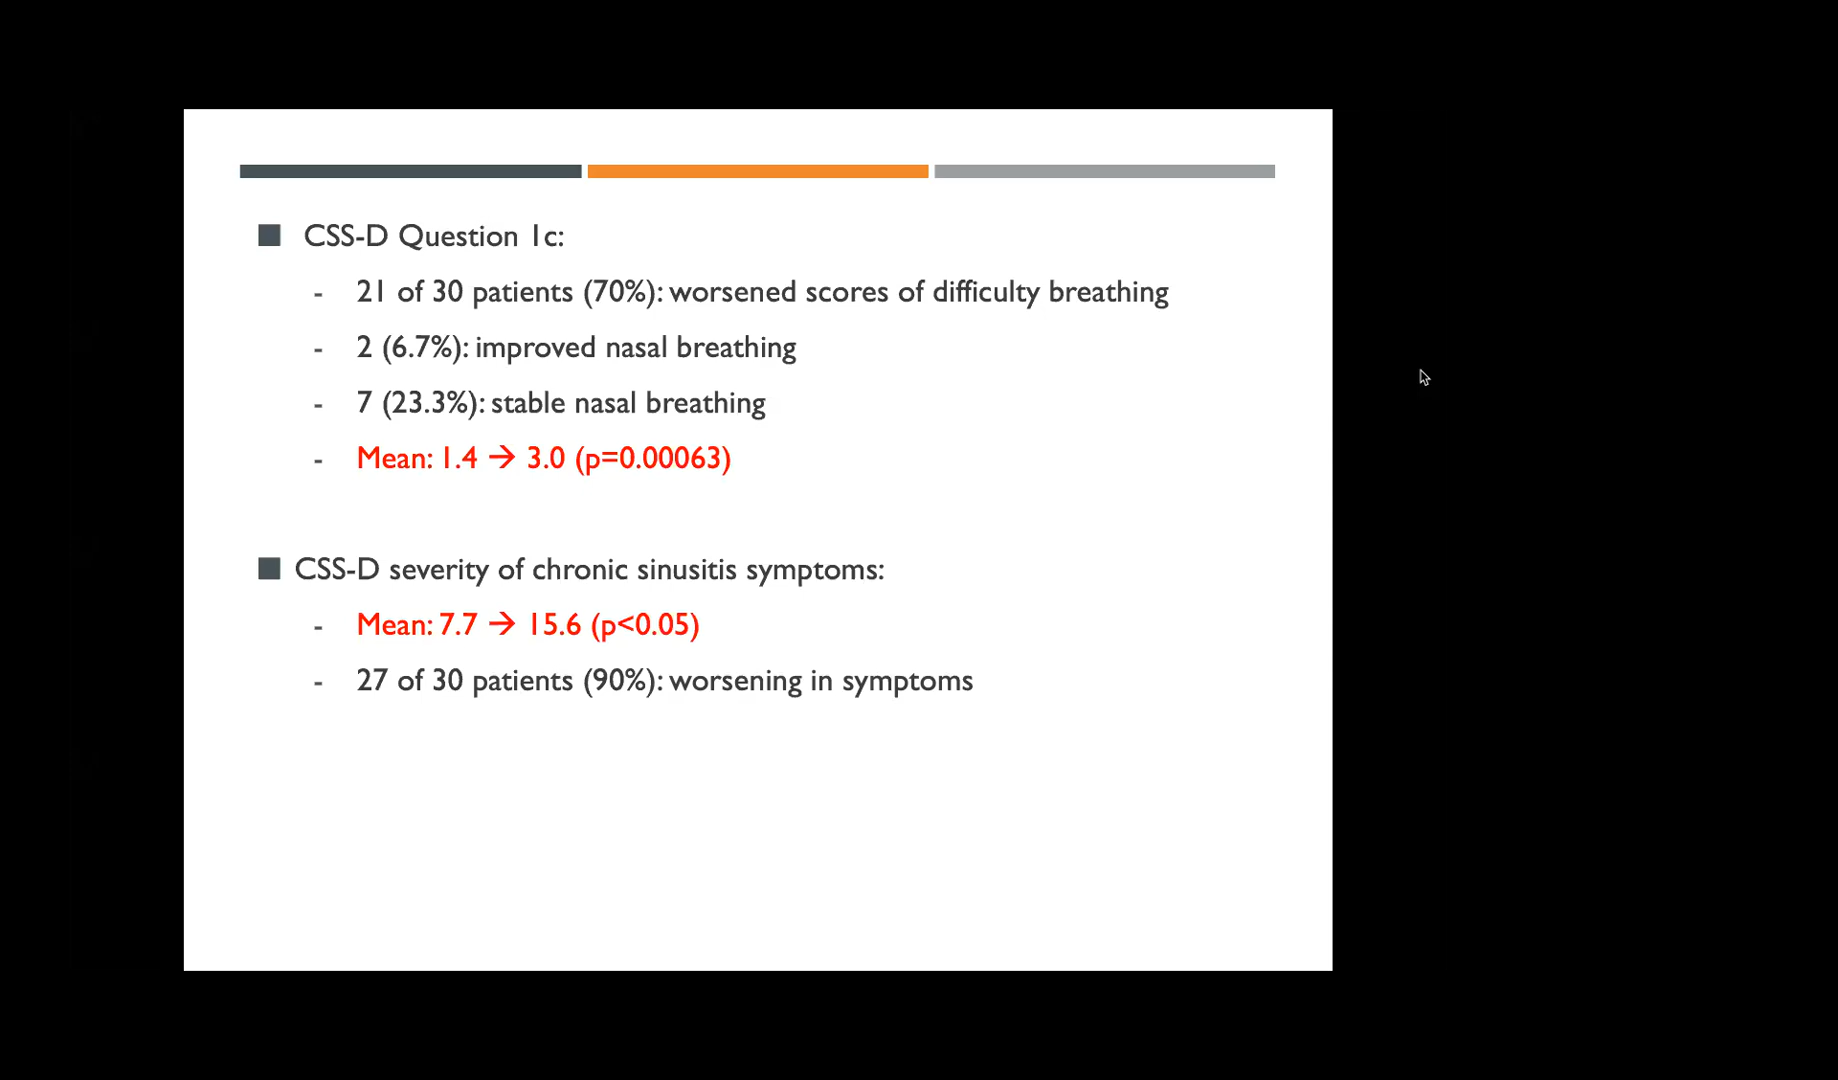 CSS-D Question 1c:
- 21 of 30 patients (70%): worsened scores of difficulty breathing
- 2 (6.7%): improved nasal breathing
- 7 (23.3%): stable nasal breathing
- Mean: 1.4 → 3.0 (p=0.00063)
CSS-D severity of chronic sinusitis symptoms:
- Mean: 7.7 → 15.6 (p<0.05)
- 27 of 30 patients (90%): worsening in symptoms